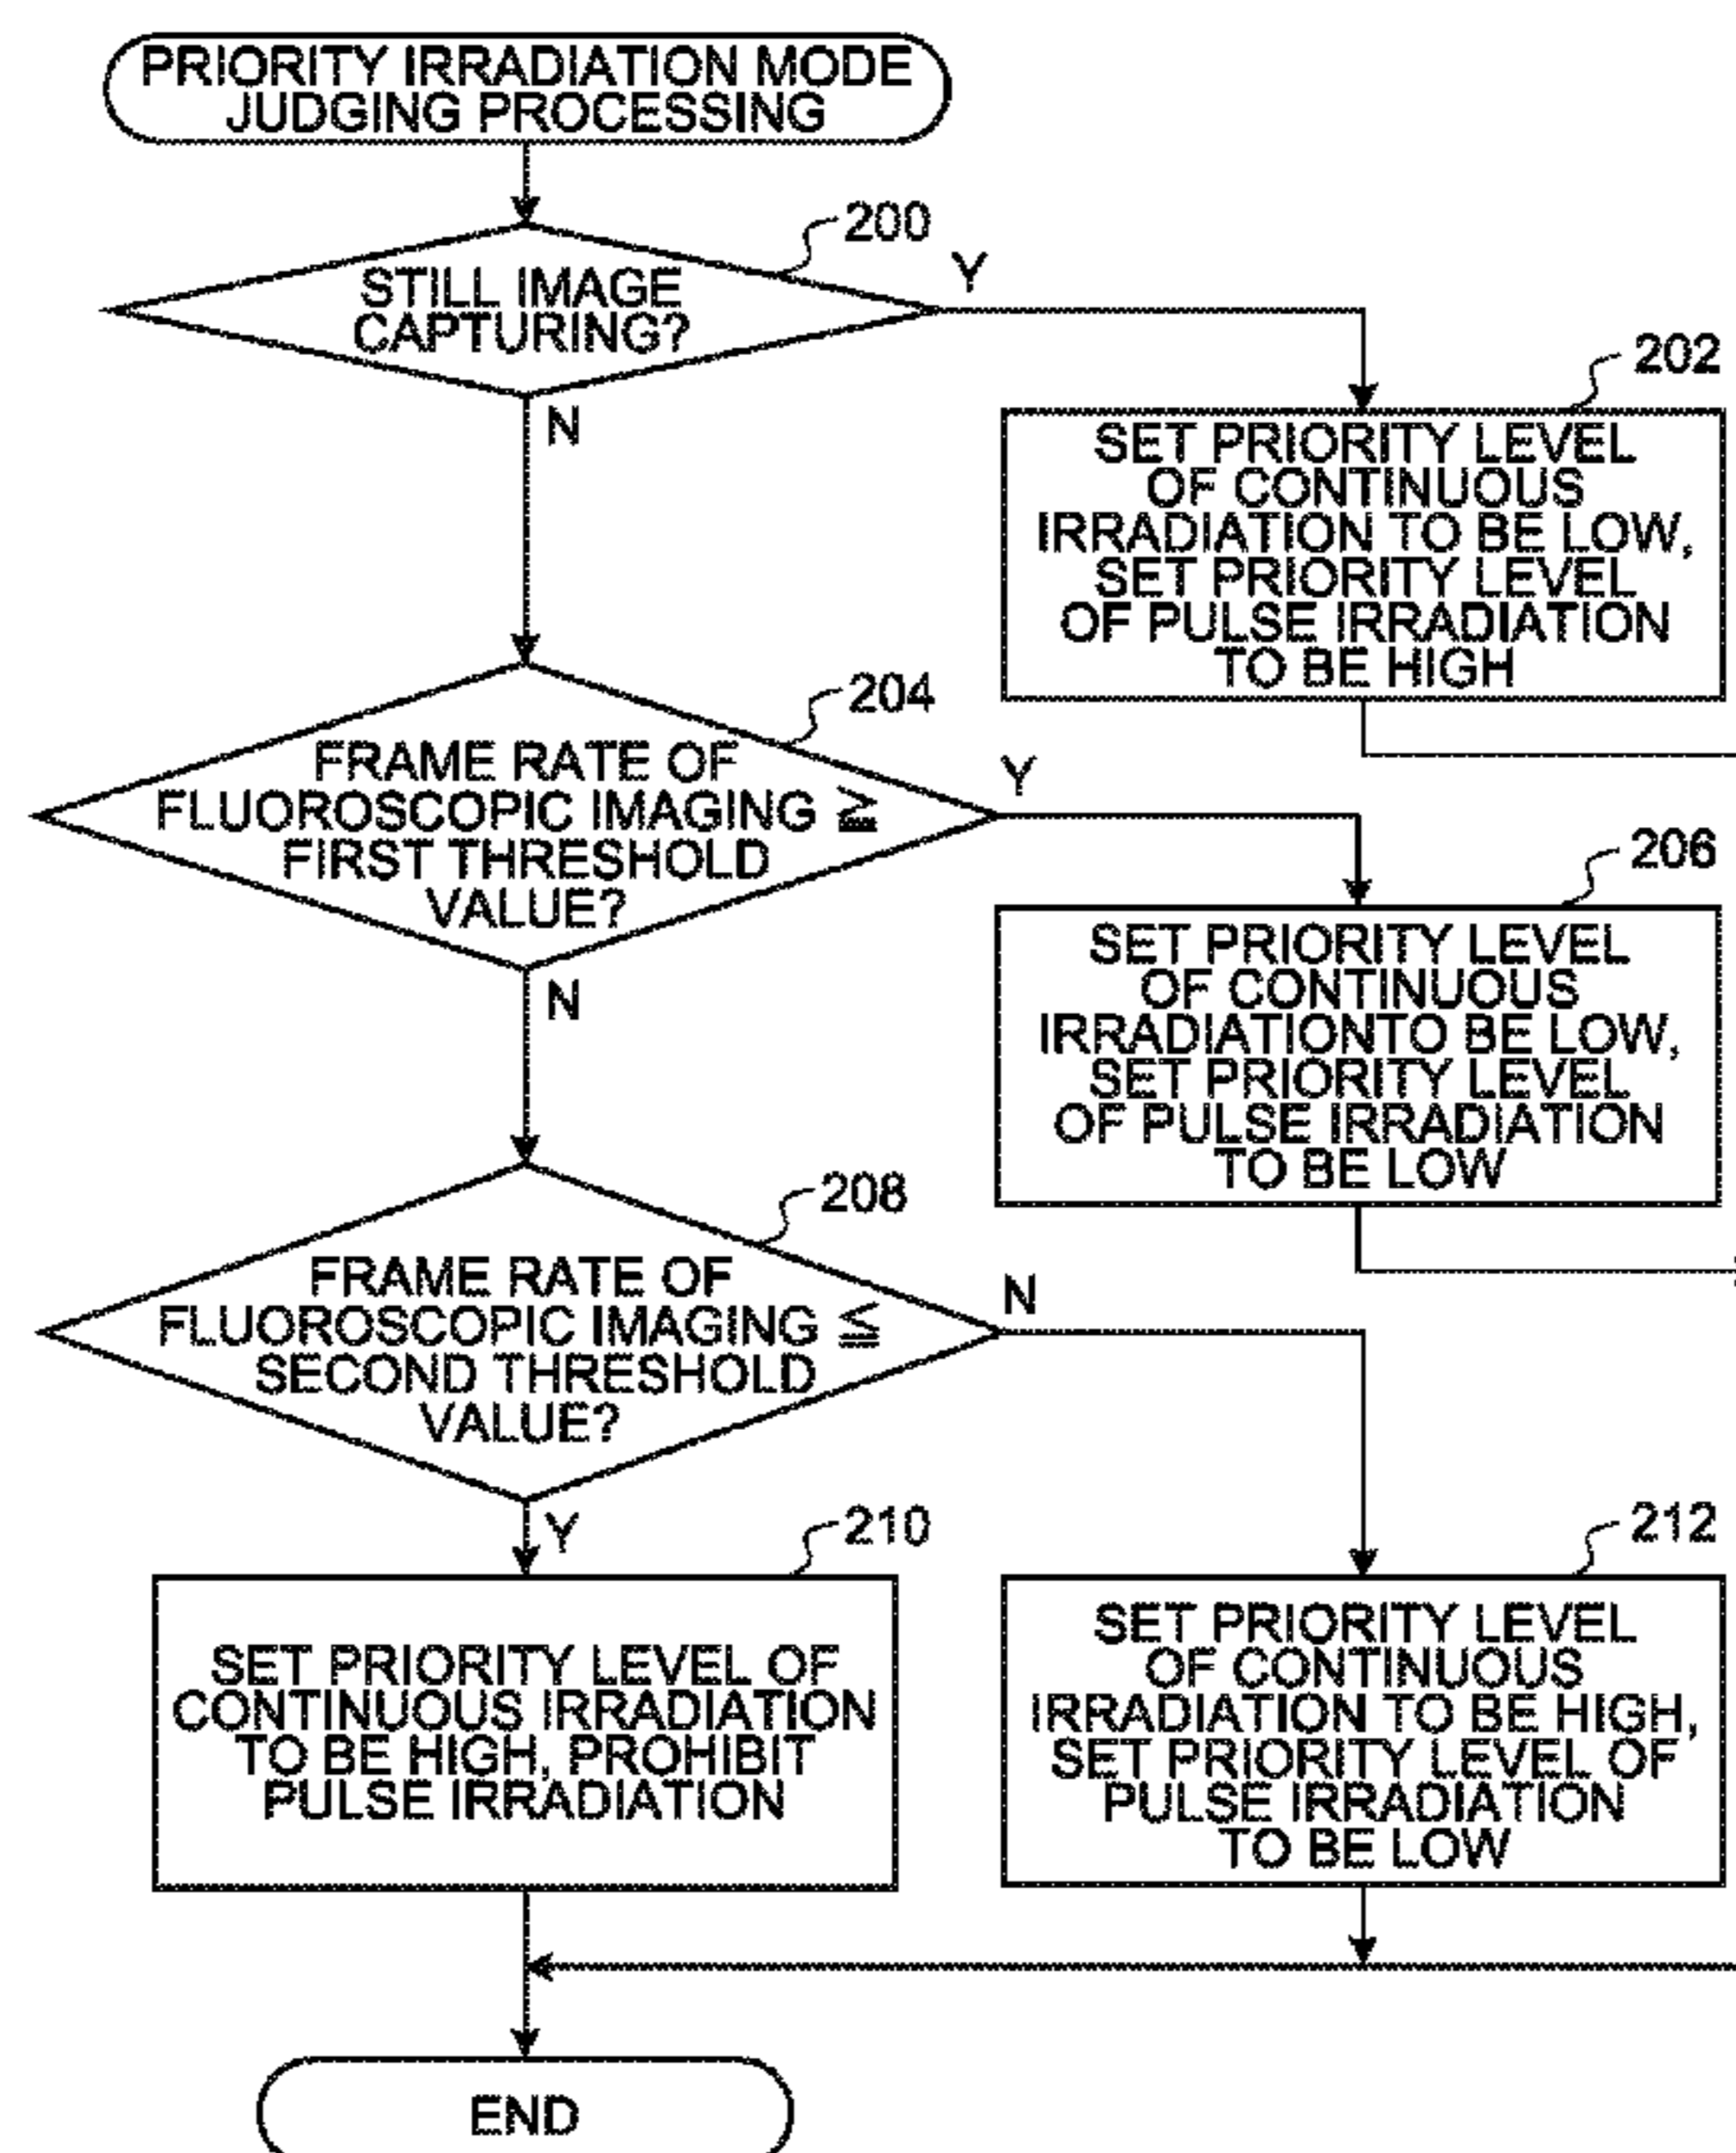 PRIORITY IRRADIATION MODE
JUDGING PROCESSING
200
STILL IMAGE
CAPTURING?
Y
N
202
SET PRIORITY LEVEL
OF CONTINUOUS
IRRADIATION TO BE LOW,
SET PRIORITY LEVEL
OF PULSE IRRADIATION
TO BE HIGH
204
FRAME RATE OF
FLUOROSCOPIC IMAGING ≧
FIRST THRESHOLD
VALUE?
Y
N
206
SET PRIORITY LEVEL
OF CONTINUOUS
IRRADIATIONTO BE LOW,
SET PRIORITY LEVEL
OF PULSE IRRADIATION
TO BE LOW
208
FRAME RATE OF
FLUOROSCOPIC IMAGING ≦
SECOND THRESHOLD
VALUE?
N
Y
210
SET PRIORITY LEVEL OF
CONTINUOUS IRRADIATION
TO BE HIGH, PROHIBIT
PULSE IRRADIATION
212
SET PRIORITY LEVEL
OF CONTINUOUS
IRRADIATION TO BE HIGH,
SET PRIORITY LEVEL OF
PULSE IRRADIATION
TO BE LOW
END